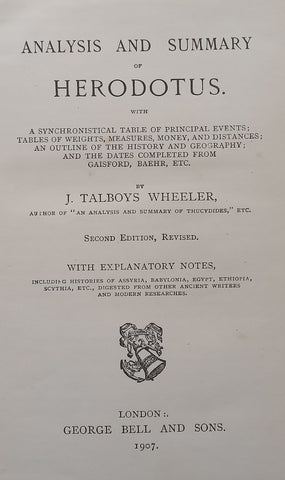 ANALYSIS AND SUMMARY
OF
HERODOTUS.
WITH
A SYNCHRONISTICAL TABLE OF PRINCIPAL EVENTS;
TABLES OF WEIGHTS, MEASURES, MONEY, AND DISTANCES;
AN OUTLINE OF THE HISTORY AND GEOGRAPHY;
AND THE DATES COMPLETED FROM
GAISFORD, BAEHR, ETC.
BY
J. TALBOYS WHEELER,
AUTHOR OF "AN ANALYSIS AND SUMMARY OF THUCYDIDES," ETC.
SECOND EDITION, REVISED.
WITH EXPLANATORY NOTES,
INCLUDING HISTORIES OF ASSYRIA, BABYLONIA, EGYPT, ETHIOPIA,
SCYTHIA, ETC., DIGESTED FROM OTHER ANCIENT WRITERS
AND MODERN RESEARCHES.
LONDON:.
GEORGE BELL AND SONS.
1907.